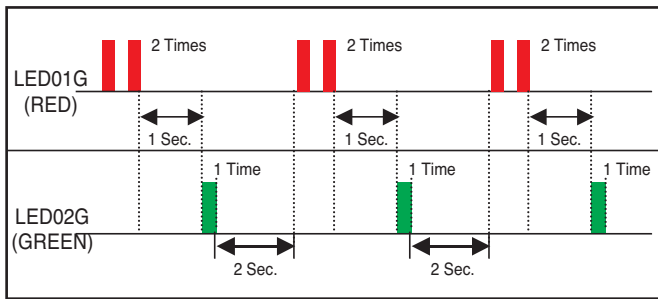 2 Times 2 Times 2 Times
LED01G
(RED)
1 Sec. 1 Sec. 1 Sec.
1 Time 1 Time 1 Time
LED02G
(GREEN)
2 Sec. 2 Sec.